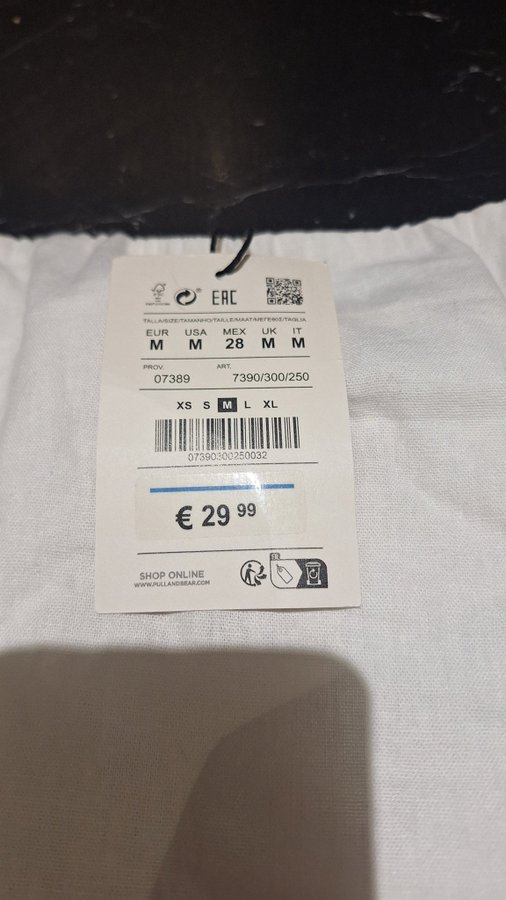 EAC
TALLA/SIZE/TAMANHO/TAILLE/MAAT/ΜΕΓΕΘΟΣ/TAGLIA
EUR USA MEX UK IT
M M 28 M M
PROV. ART.
07389 7390/300/250
XS S M L XL
07390300250032
€ 29 99
FR
SHOP ONLINE
WWW.PULLANDBEAR.COM